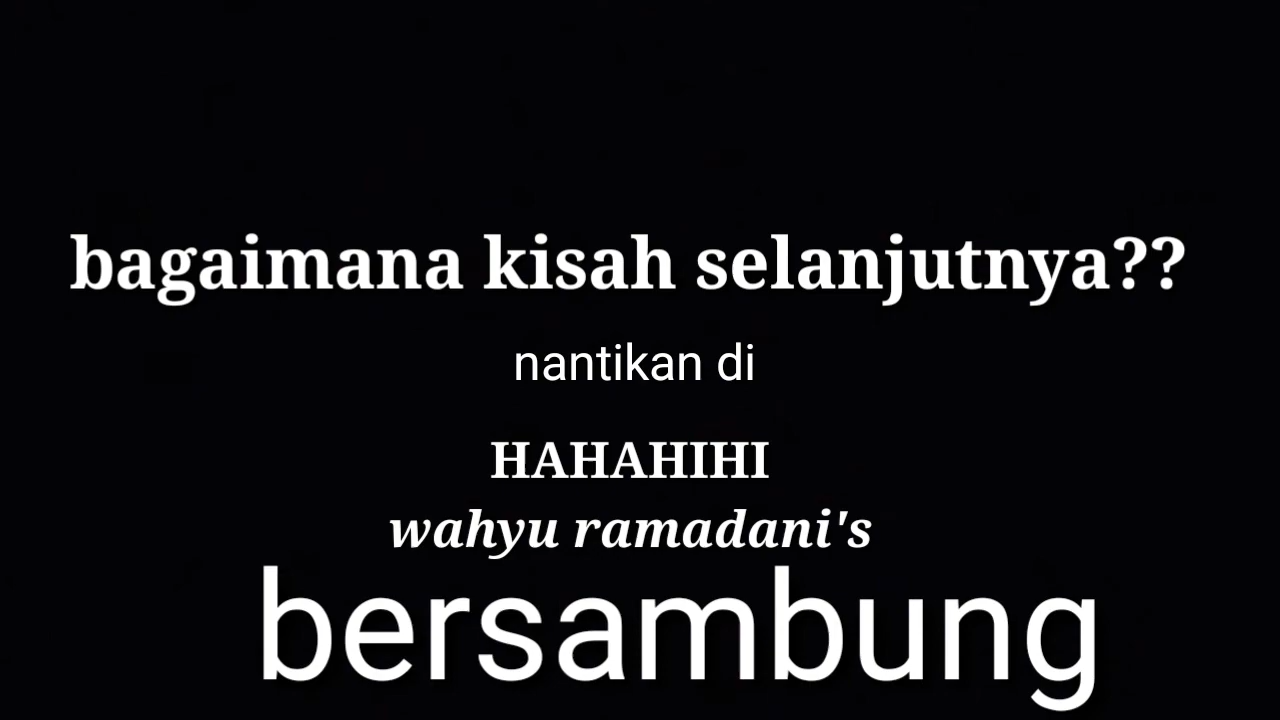 bagaimana kisah selanjutnya??
nantikan di
HAHAHIHI
wahyu ramadani's
bersambung